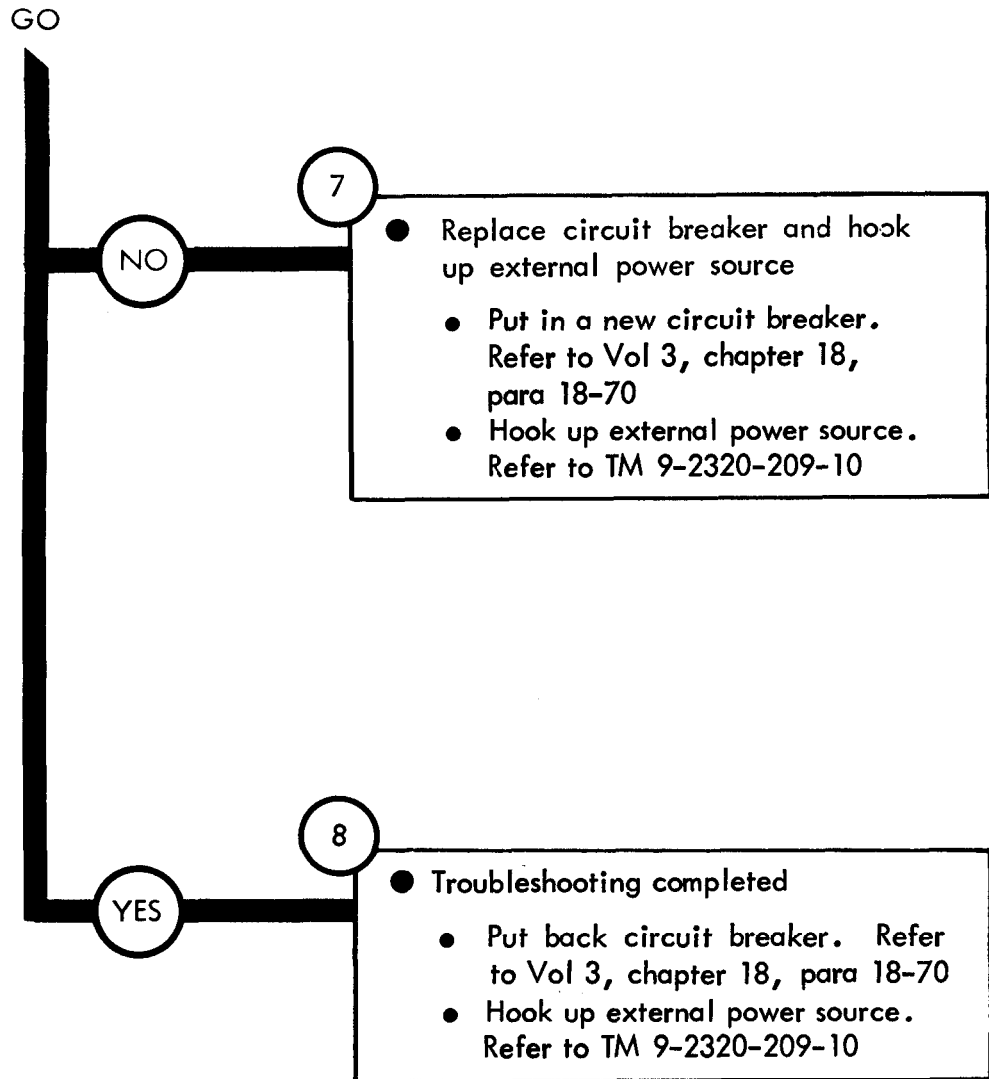 GO
7
NO
● Replace circuit breaker and hook
up external power source
● Put in a new circuit breaker.
Refer to Vol 3, chapter 18,
para 18-70
● Hook up external power source.
Refer to TM 9-2320-209-10
8
YES
● Troubleshooting completed
● Put back circuit breaker. Refer
to Vol 3, chapter 18, para 18-70
● Hook up external power source.
Refer to TM 9-2320-209-10